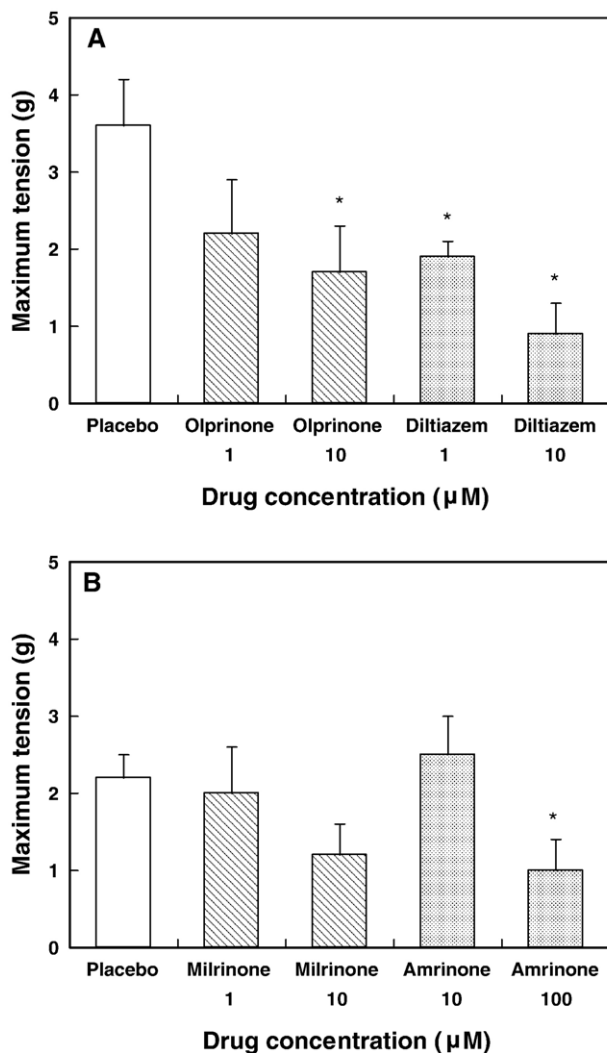 A
5
4
3
2
1
0
Maximum tension (g)
*
*
*
Placebo Olprinone Olprinone Diltiazem Diltiazem
1 10 1 10
Drug concentration (µM)
B
5
4
3
2
1
0
Maximum tension (g)
*
Placebo Milrinone Milrinone Amrinone Amrinone
1 10 10 100
Drug concentration (µM)